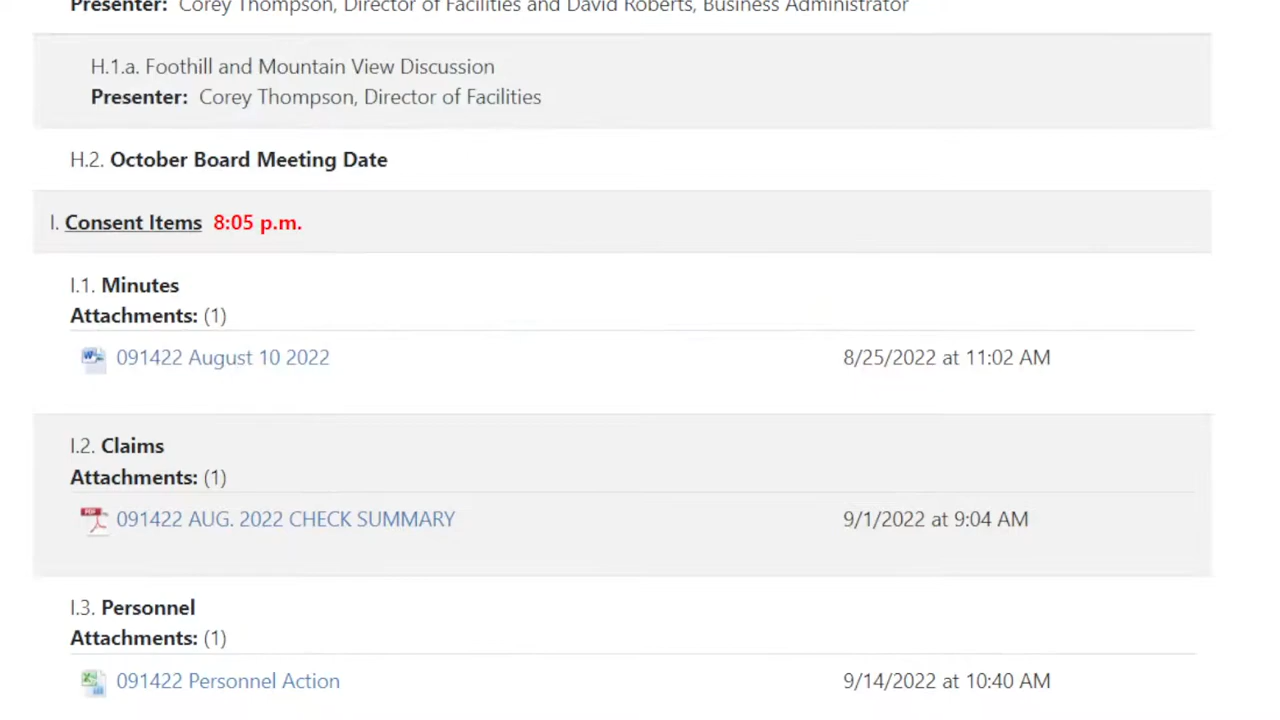 Presenter: Corey Thompson, Director of Facilities and David Roberts, Business Administrator
H.1.a. Foothill and Mountain View Discussion
Presenter: Corey Thompson, Director of Facilities
H.2. October Board Meeting Date
I. Consent Items 8:05 p.m.
I.1. Minutes
Attachments: (1)
091422 August 10 2022 8/25/2022 at 11:02 AM
I.2. Claims
Attachments: (1)
091422 AUG. 2022 CHECK SUMMARY 9/1/2022 at 9:04 AM
I.3. Personnel
Attachments: (1)
091422 Personnel Action 9/14/2022 at 10:40 AM